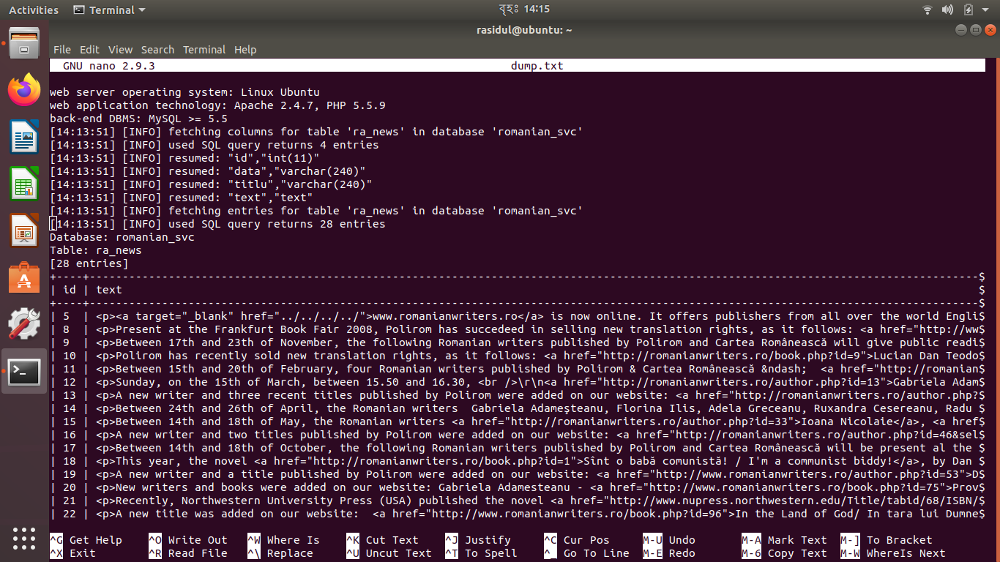 Activities Terminal বৃহঃ 14:15
rasidul@ubuntu: ~
File Edit View Search Terminal Help
GNU nano 2.9.3 dump.txt
web server operating system: Linux Ubuntu
web application technology: Apache 2.4.7, PHP 5.5.9
back-end DBMS: MySQL >= 5.5
[14:13:51] [INFO] fetching columns for table 'ra_news' in database 'romanian_svc'
[14:13:51] [INFO] used SQL query returns 4 entries
[14:13:51] [INFO] resumed: "id","int(11)"
[14:13:51] [INFO] resumed: "data","varchar(240)"
[14:13:51] [INFO] resumed: "titlu","varchar(240)"
[14:13:51] [INFO] resumed: "text","text"
[14:13:51] [INFO] fetching entries for table 'ra_news' in database 'romanian_svc'
[14:13:51] [INFO] used SQL query returns 28 entries
Database: romanian_svc
Table: ra_news
[28 entries]
+----+---------------------------------------------------------------------------------------------------------------------------------------$
| id | text $
+----+---------------------------------------------------------------------------------------------------------------------------------------$
| 5 | <p><a target="_blank" href="../../../../">www.romanianwriters.ro</a> is now online. It offers publishers from all over the world Engli$
| 8 | <p>Present at the Frankfurt Book Fair 2008, Polirom has succedeed in selling new translation rights, as it follows: <a href="http://ww$
| 9 | <p>Between 17th and 23th of November, the following Romanian writers published by Polirom and Cartea Românească will give public readi$
| 10 | <p>Polirom has recently sold new translation rights, as it follows: <a href="http://romanianwriters.ro/book.php?id=9">Lucian Dan Teodo$
| 11 | <p>Between 15th and 20th of February, four Romanian writers published by Polirom & Cartea Românească &ndash; <a href="http://romanian$
| 12 | <p>Sunday, on the 15th of March, between 15.50 and 16.30, <br />\r\n<a href="http://romanianwriters.ro/author.php?id=13">Gabriela Adam$
| 13 | <p>A new writer and three recent titles published by Polirom were added on our website: <a href="http://romanianwriters.ro/author.php?$
| 14 | <p>Between 24th and 26th of April, the Romanian writers Gabriela Adameşteanu, Florina Ilis, Adela Greceanu, Ruxandra Cesereanu, Radu $
| 15 | <p>Between 14th and 18th of May, the Romanian writers <a href="http://romanianwriters.ro/author.php?id=33">Ioana Nicolaie</a>, <a href$
| 16 | <p>A new writer and two titles published by Polirom were added on our website: <a href="http://romanianwriters.ro/author.php?id=46&sel$
| 17 | <p>Between 14th and 18th of October, the following Romanian writers published by Polirom and Cartea Românească will be present al the $
| 18 | <p>This year, the novel <a href="http://romanianwriters.ro/book.php?id=1">Sînt o babă comunistă! / I'm a communist biddy!</a>, by Dan $
| 19 | <p>A new writer and a title published by Polirom were added on our website: <a href="http://www.romanianwriters.ro/author.php?id=53">D$
| 20 | <p>New writers and books were added on our website: Gabriela Adamesteanu - <a href="http://www.romanianwriters.ro/book.php?id=75">Prov$
| 21 | <p>Recently, Northwestern University Press (USA) published the novel <a href="http://www.nupress.northwestern.edu/Title/tabid/68/ISBN/$
| 22 | <p>A new title was added on our website: <a href="http://www.romanianwriters.ro/book.php?id=96">In the Land of God/ In tara lui Dumne$
^G Get Help ^O Write Out ^W Where Is ^K Cut Text ^J Justify ^C Cur Pos M-U Undo M-A Mark Text M-] To Bracket
^X Exit ^R Read File ^\ Replace ^U Uncut Text ^T To Spell ^_ Go To Line M-E Redo M-6 Copy Text M-W WhereIs Next